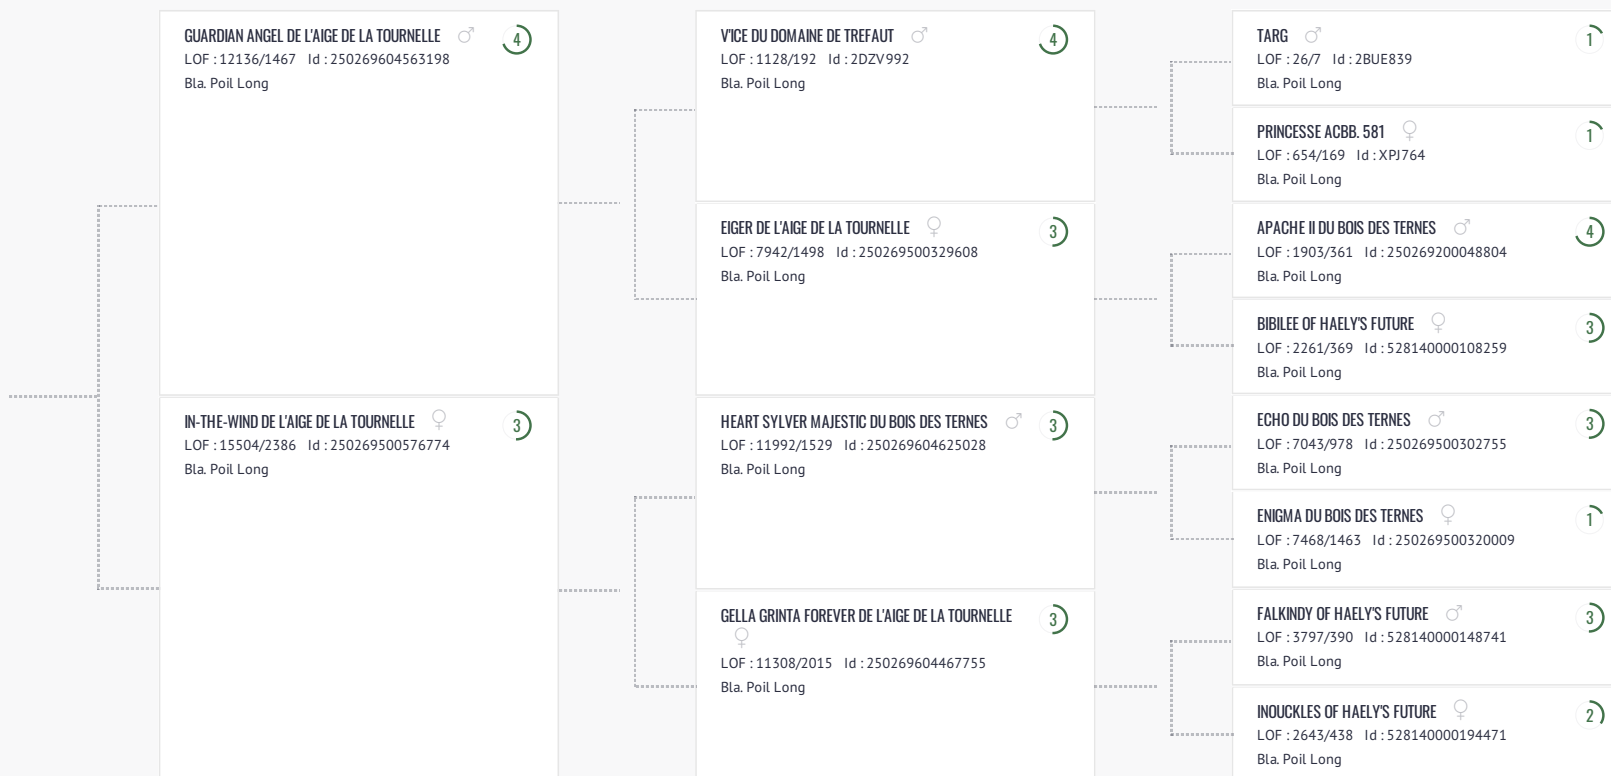 GUARDIAN ANGEL DE L'AIGE DE LA TOURNELLE ♂ 4
LOF : 12136/1467 Id : 250269604563198
Bla. Poil Long
IN-THE-WIND DE L'AIGE DE LA TOURNELLE ♀ 3
LOF : 15504/2386 Id : 250269500576774
Bla. Poil Long
V'ICE DU DOMAINE DE TREFAUT ♂ 4
LOF : 1128/192 Id : 2DZV992
Bla. Poil Long
EIGER DE L'AIGE DE LA TOURNELLE ♀ 3
LOF : 7942/1498 Id : 250269500329608
Bla. Poil Long
HEART SYLVER MAJESTIC DU BOIS DES TERNES ♂ 3
LOF : 11992/1529 Id : 250269604625028
Bla. Poil Long
GELLA GRINTA FOREVER DE L'AIGE DE LA TOURNELLE 3
♀
LOF : 11308/2015 Id : 250269604467755
Bla. Poil Long
TARG ♂ 1
LOF : 26/7 Id : 2BUE839
Bla. Poil Long
PRINCESSE ACBB. 581 ♀ 1
LOF : 654/169 Id : XPJ764
Bla. Poil Long
APACHE II DU BOIS DES TERNES ♂ 4
LOF : 1903/361 Id : 250269200048804
Bla. Poil Long
BIBILEE OF HAELY'S FUTURE ♀ 3
LOF : 2261/369 Id : 528140000108259
Bla. Poil Long
ECHO DU BOIS DES TERNES ♂ 3
LOF : 7043/978 Id : 250269500302755
Bla. Poil Long
ENIGMA DU BOIS DES TERNES ♀ 1
LOF : 7468/1463 Id : 250269500320009
Bla. Poil Long
FALKINDY OF HAELY'S FUTURE ♂ 3
LOF : 3797/390 Id : 528140000148741
Bla. Poil Long
INOUCKLES OF HAELY'S FUTURE ♀ 2
LOF : 2643/438 Id : 528140000194471
Bla. Poil Long